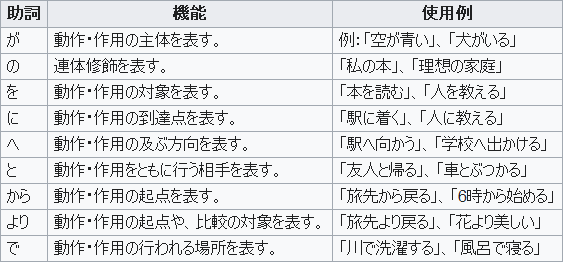 助詞 機能 使用例
が 動作・作用の主体を表す。 例:「空が青い」、「犬がいる」
の 連体修飾を表す。 「私の本」、「理想の家庭」
を 動作・作用の対象を表す。 「本を読む」、「人を教える」
に 動作・作用の到達点を表す。 「駅に着く」、「人に教える」
へ 動作・作用の及ぶ方向を表す。 「駅へ向かう」、「学校へ出かける」
と 動作・作用をともに行う相手を表す。 「友人と帰る」、「車とぶつかる」
から 動作・作用の起点を表す。 「旅先から戻る」、「6時から始める」
より 動作・作用の起点や、比較の対象を表す。 「旅先より戻る」、「花より美しい」
で 動作・作用の行われる場所を表す。 「川で洗濯する」、「風呂で寝る」